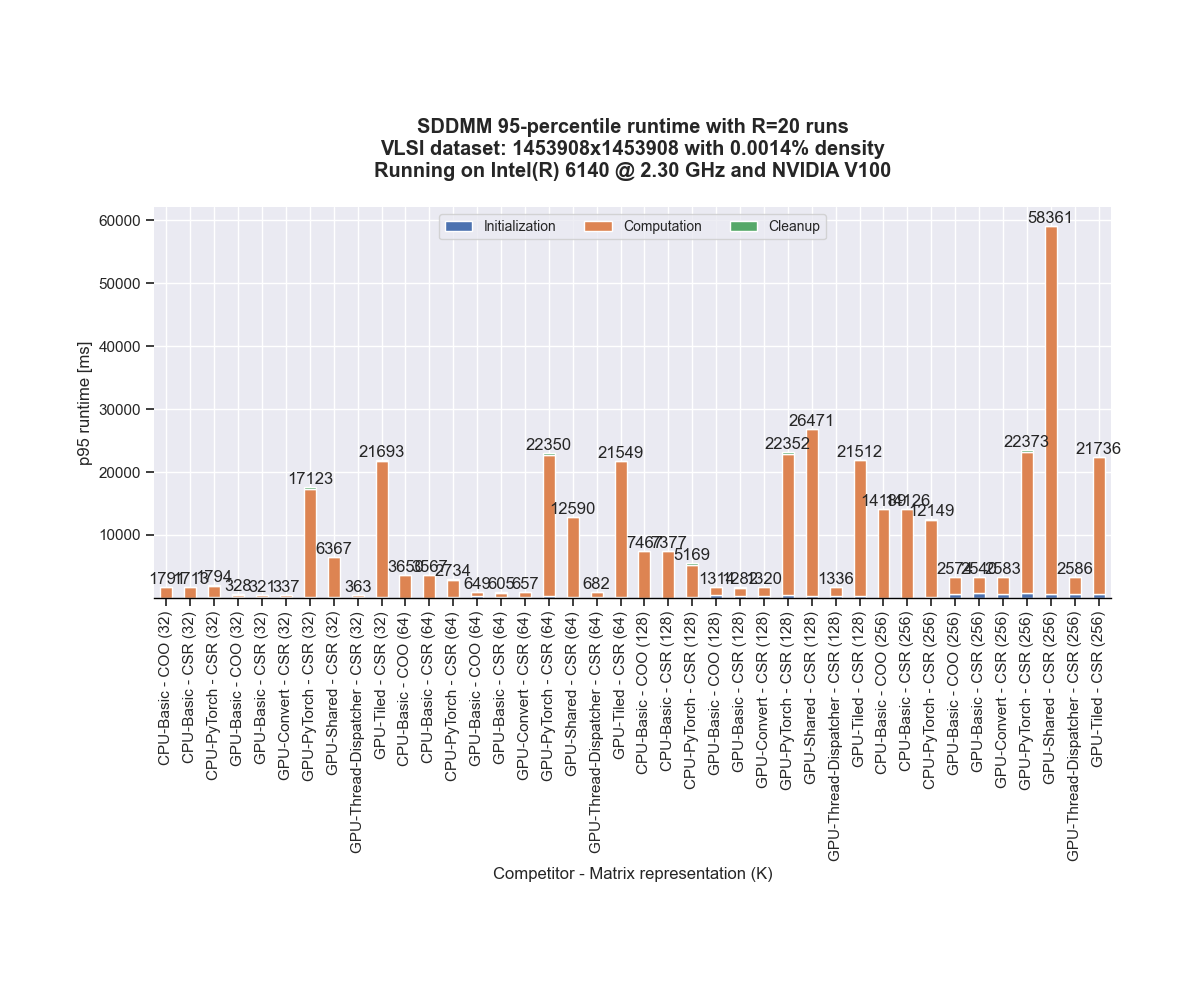 SDDMM 95-percentile runtime with R=20 runs
VLSI dataset: 1453908x1453908 with 0.0014% density
Running on Intel(R) 6140 @ 2.30 GHz and NVIDIA V100
Initialization
Computation
Cleanup
p95 runtime [ms]
60000
50000
40000
30000
20000
10000
1791
1794
328
321
337
17123
6367
363
21693
3650
3567
2734
649
605
657
22350
12590
682
21549
7467
7377
5169
1314
1282
1320
22352
26471
1336
21512
14189
14126
12149
2574
2540
2583
22373
58361
2586
21736
CPU-Basic - COO (32)
CPU-Basic - CSR (32)
CPU-PyTorch - CSR (32)
GPU-Basic - COO (32)
GPU-Basic - CSR (32)
GPU-Convert - CSR (32)
GPU-PyTorch - CSR (32)
GPU-Shared - CSR (32)
GPU-Thread-Dispatcher - CSR (32)
GPU-Tiled - CSR (32)
CPU-Basic - COO (64)
CPU-Basic - CSR (64)
CPU-PyTorch - CSR (64)
GPU-Basic - COO (64)
GPU-Basic - CSR (64)
GPU-Convert - CSR (64)
GPU-PyTorch - CSR (64)
GPU-Shared - CSR (64)
GPU-Thread-Dispatcher - CSR (64)
GPU-Tiled - CSR (64)
CPU-Basic - COO (128)
CPU-Basic - CSR (128)
CPU-PyTorch - CSR (128)
GPU-Basic - COO (128)
GPU-Basic - CSR (128)
GPU-Convert - CSR (128)
GPU-PyTorch - CSR (128)
GPU-Shared - CSR (128)
GPU-Thread-Dispatcher - CSR (128)
GPU-Tiled - CSR (128)
CPU-Basic - COO (256)
CPU-Basic - CSR (256)
CPU-PyTorch - CSR (256)
GPU-Basic - COO (256)
GPU-Basic - CSR (256)
GPU-Convert - CSR (256)
GPU-PyTorch - CSR (256)
GPU-Shared - CSR (256)
GPU-Thread-Dispatcher - CSR (256)
GPU-Tiled - CSR (256)
Competitor - Matrix representation (K)